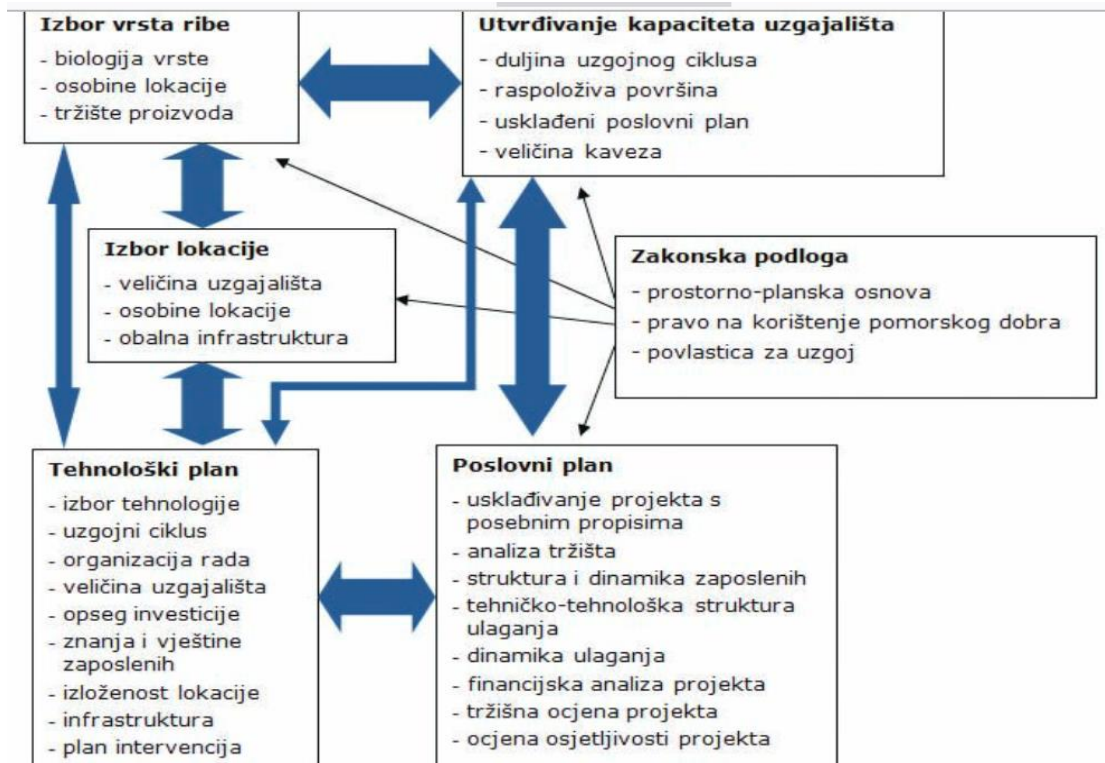 Izbor vrsta ribe
- biologija vrste
- osobine lokacije
- tržište proizvoda
Utvrđivanje kapaciteta uzgajališta
- duljina uzgojnog ciklusa
- raspoloživa površina
- usklađeni poslovni plan
- veličina kaveza
Izbor lokacije
- veličina uzgajališta
- osobine lokacije
- obalna infrastruktura
Zakonska podloga
- prostorno-planska osnova
- pravo na korištenje pomorskog dobra
- povlastica za uzgoj
Tehnološki plan
- izbor tehnologije
- uzgojni ciklus
- organizacija rada
- veličina uzgajališta
- opseg investicije
- znanja i vještine
zaposlenih
- izloženost lokacije
- infrastruktura
- plan intervencija
Poslovni plan
- usklađivanje projekta s
posebnim propisima
- analiza tržišta
- struktura i dinamika zaposlenih
- tehničko-tehnološka struktura
ulaganja
- dinamika ulaganja
- financijska analiza projekta
- tržišna ocjena projekta
- ocjena osjetljivosti projekta